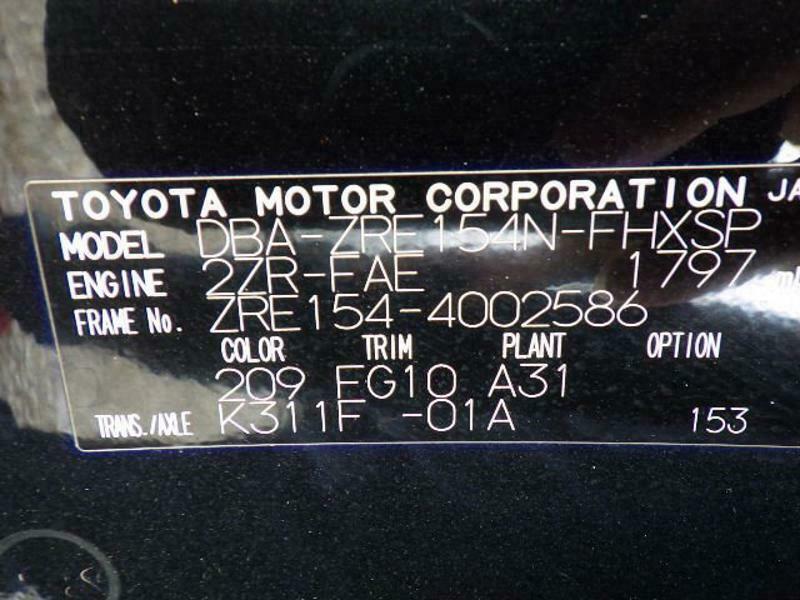 TOYOTA MOTOR CORPORATION JA
MODEL DBA-ZRE154N-FHXSP
ENGINE 2ZR-FAE 1797
FRAME No. ZRE154-4002586
COLOR TRIM PLANT OPTION
209 FG10 A31
TRANS./AXLE K311F -01A 153